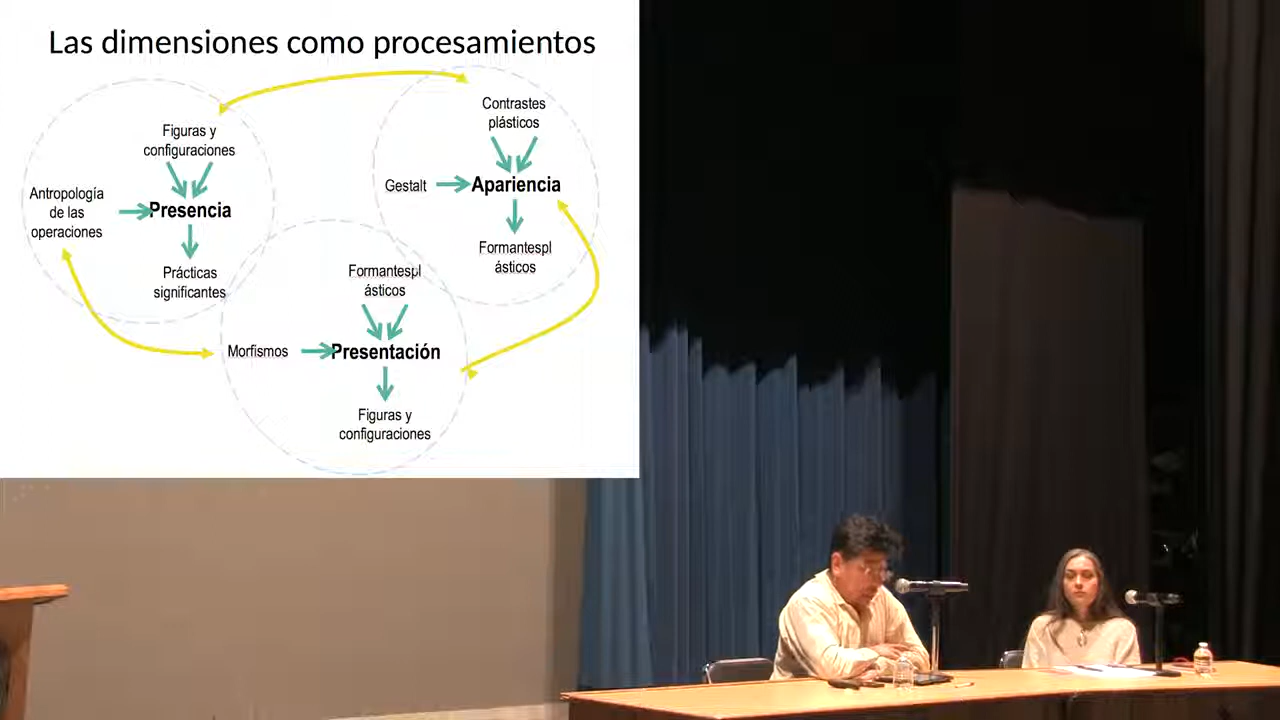 Las dimensiones como procesamientos
Figuras y
configuraciones
Antropología
de las
operaciones
Presencia
Prácticas
significantes
Contrastes
plásticos
Gestalt
Apariencia
Formantespl
ásticos
Formantespl
ásticos
Morfismos
Presentación
Figuras y
configuraciones